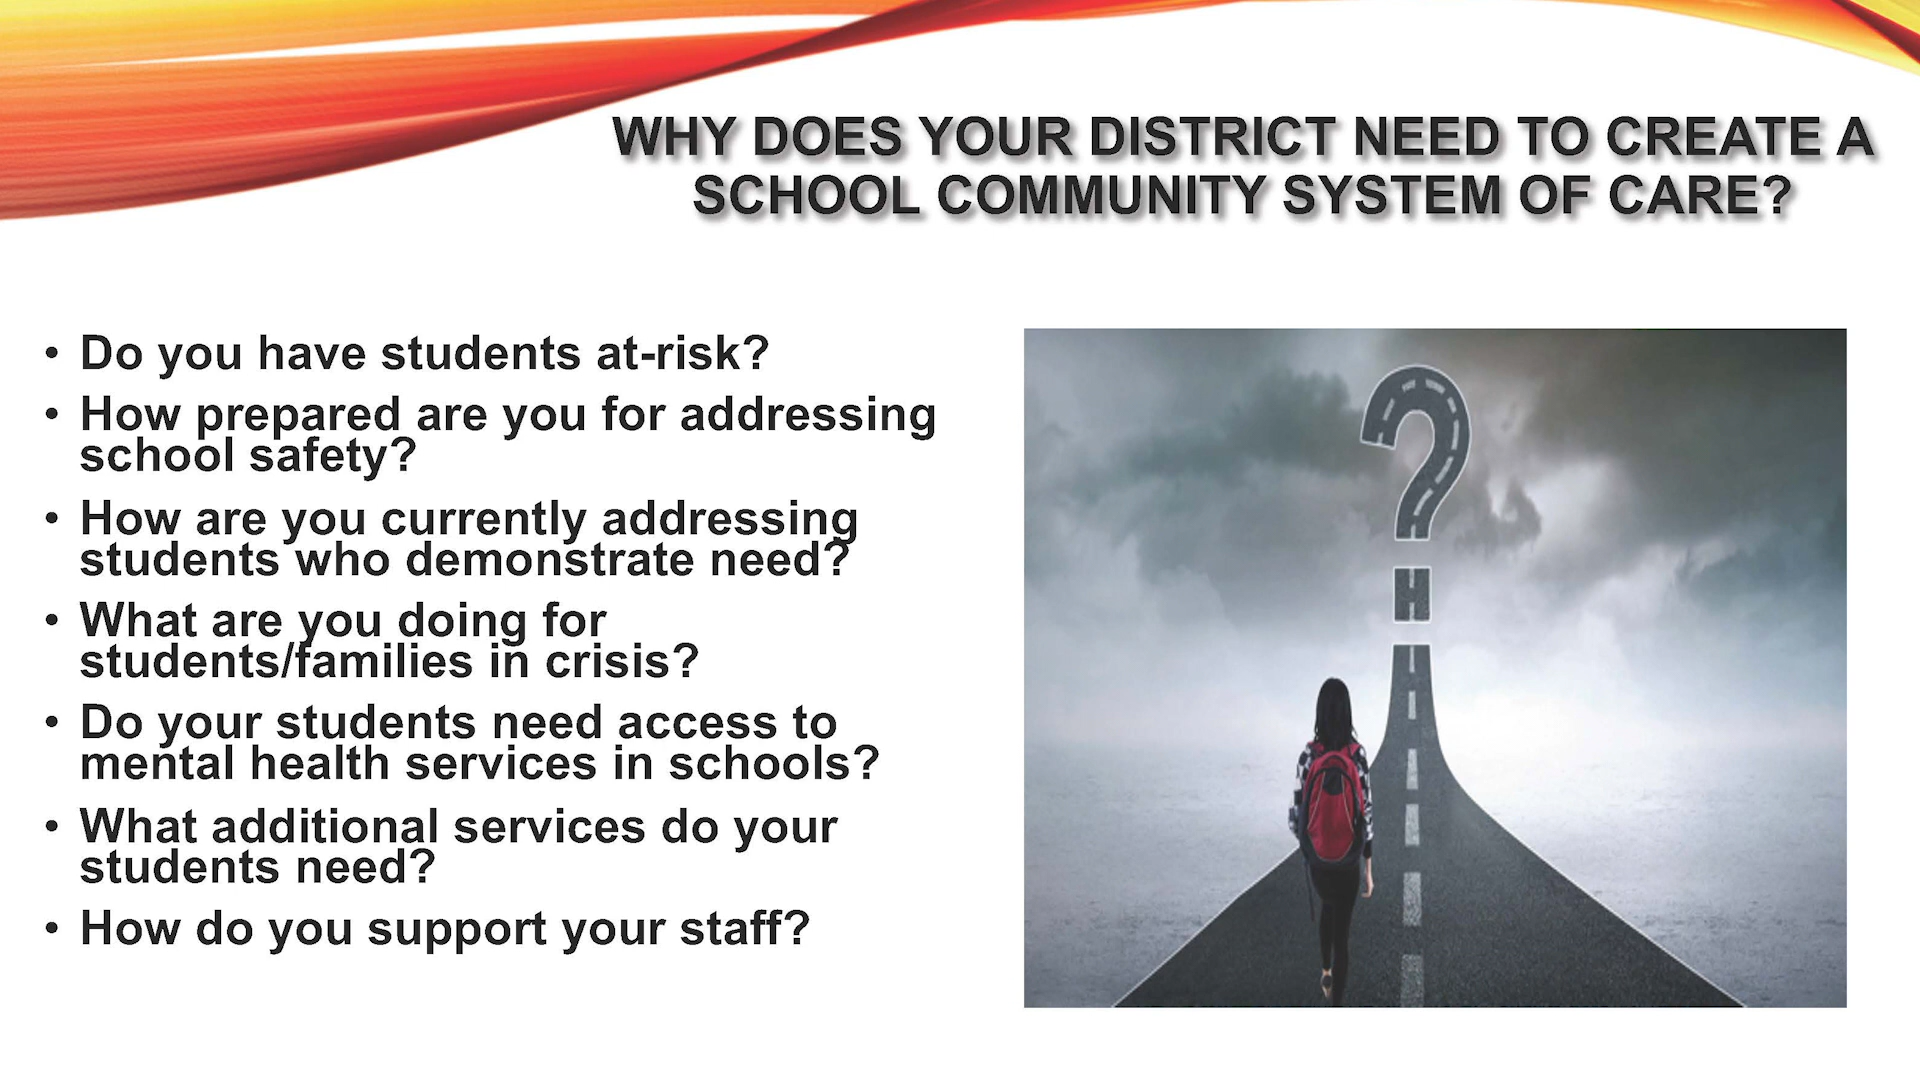 WHY DOES YOUR DISTRICT NEED TO CREATE A
SCHOOL COMMUNITY SYSTEM OF CARE?
• Do you have students at-risk?
• How prepared are you for addressing
school safety?
• How are you currently addressing
students who demonstrate need?
• What are you doing for
students/families in crisis?
• Do your students need access to
mental health services in schools?
• What additional services do your
students need?
• How do you support your staff?